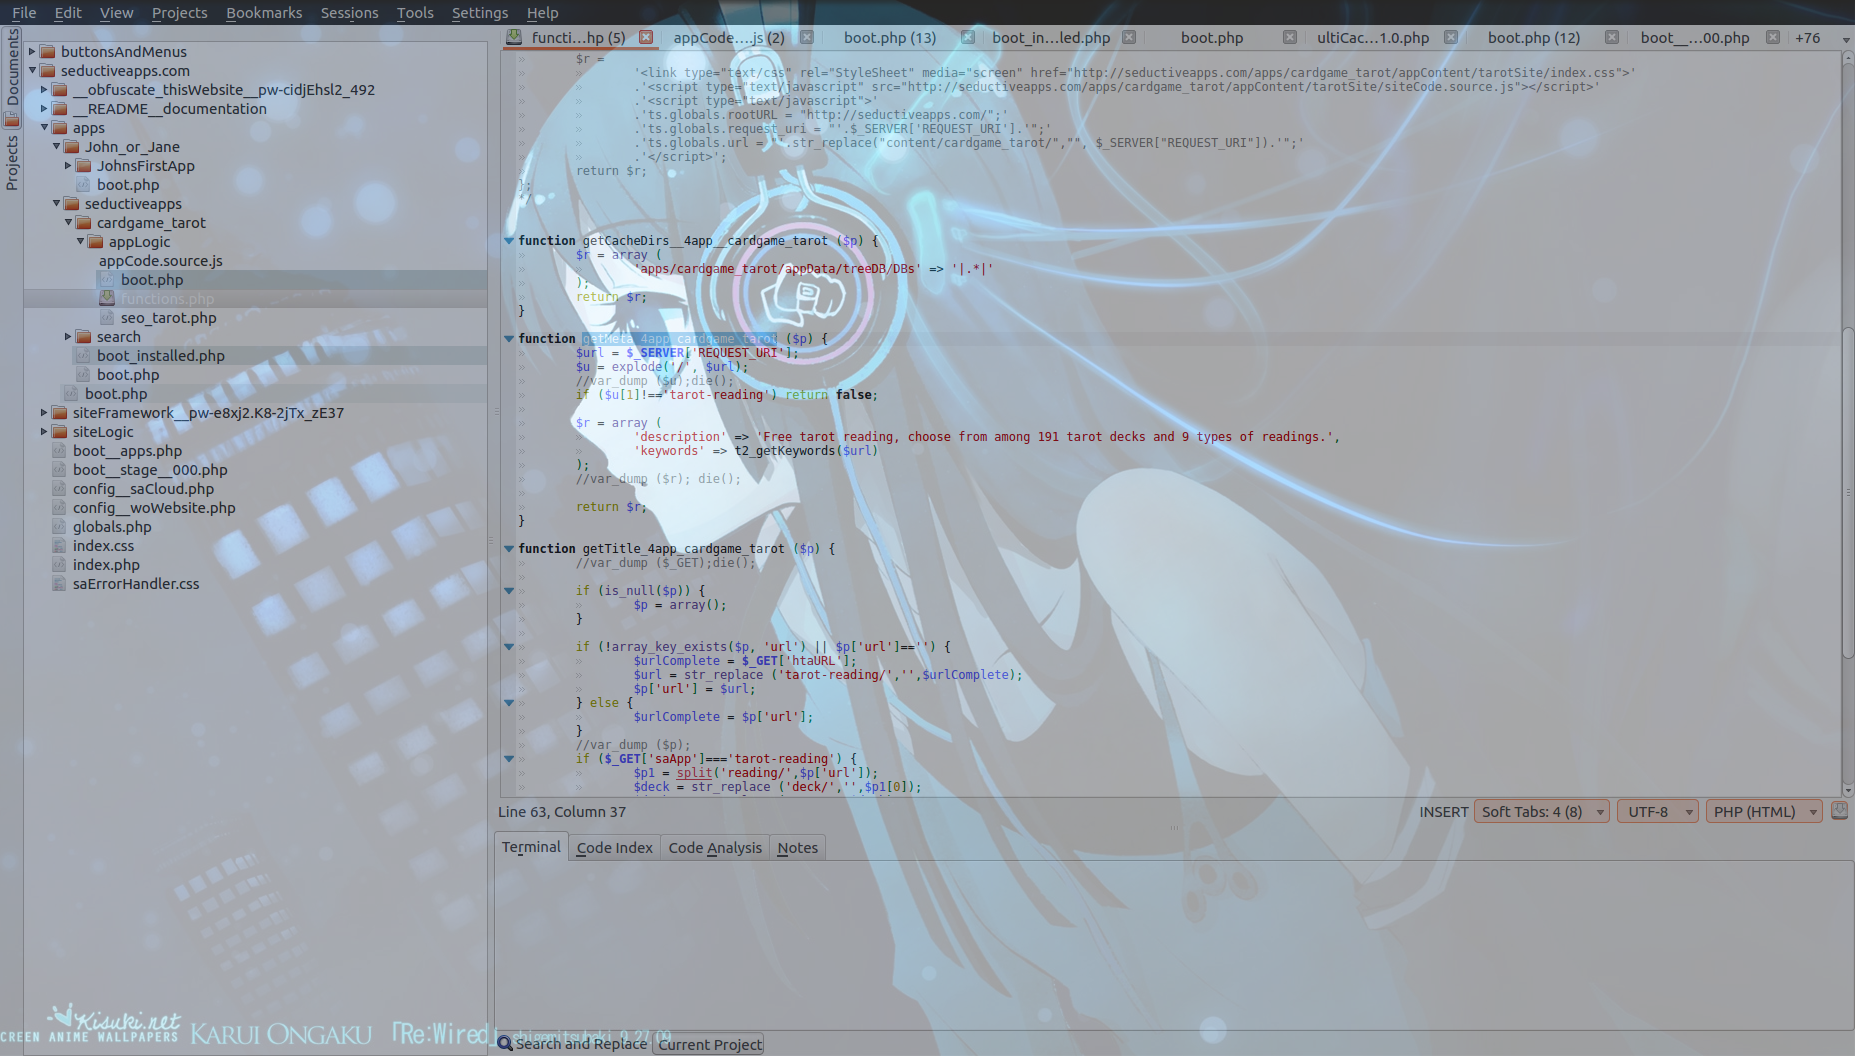 File Edit View Projects Bookmarks Sessions Tools Settings Help
Documents
Projects
buttonsAndMenus
seductiveapps.com
__obfuscate_thisWebsite__pw-cidjEhsl2_492
__README__documentation
apps
John_or_Jane
JohnsFirstApp
boot.php
seductiveapps
cardgame_tarot
appLogic
appCode.source.js
boot.php
functions.php
seo_tarot.php
search
boot_installed.php
boot.php
boot.php
siteFramework__pw-e8xj2.K8-2jTx_zE37
siteLogic
boot__apps.php
boot__stage__000.php
config__saCloud.php
config__woWebsite.php
globals.php
index.css
index.php
saErrorHandler.css
functi...hp (5) appCode....js (2) boot.php (13) boot_in...led.php boot.php ultiCac...1.0.php boot.php (12) boot__...00.php +76
$r =
'<link type="text/css" rel="StyleSheet" media="screen" href="http://seductiveapps.com/apps/cardgame_tarot/appContent/tarotSite/index.css">'
.'<script type="text/javascript" src="http://seductiveapps.com/apps/cardgame_tarot/appContent/tarotSite/siteCode.source.js"></script>'
.'<script type="text/javascript">'
.'ts.globals.rootURL = "http://seductiveapps.com/";'
.'ts.globals.request_uri = "'.$_SERVER['REQUEST_URI'].'";'
.'ts.globals.url = "'.str_replace("content/cardgame_tarot/","", $_SERVER["REQUEST_URI"]).'";'
.'</script>';
return $r;
};
*/
function getCacheDirs__4app__cardgame_tarot ($p) {
$r = array (
'apps/cardgame_tarot/appData/treeDB/DBs' => '|.*|'
);
return $r;
}
function getMeta_4app_cardgame_tarot ($p) {
$url = $_SERVER['REQUEST_URI'];
$u = explode('/', $url);
//var_dump ($u);die();
if ($u[1]!=='tarot-reading') return false;
$r = array (
'description' => 'Free tarot reading, choose from among 191 tarot decks and 9 types of readings.',
'keywords' => t2_getKeywords($url)
);
//var_dump ($r); die();
return $r;
}
function getTitle_4app_cardgame_tarot ($p) {
//var_dump ($_GET);die();
if (is_null($p)) {
$p = array();
}
if (!array_key_exists($p, 'url') || $p['url']=='') {
$urlComplete = $_GET['htaURL'];
$url = str_replace ('tarot-reading/','',$urlComplete);
$p['url'] = $url;
} else {
$urlComplete = $p['url'];
}
//var_dump ($p);
if ($_GET['saApp']==='tarot-reading') {
$p1 = split('reading/',$p['url']);
$deck = str_replace ('deck/','',$p1[0]);
Line 63, Column 37 INSERT Soft Tabs: 4 (8) UTF-8 PHP (HTML)
Terminal Code Index Code Analysis Notes
Kisuki.net
CREEN ANIME WALLPAPERS KARUI ONGAKU 「Re:Wired」 shigemitsubaki 9.27.09
Search and Replace Current Project